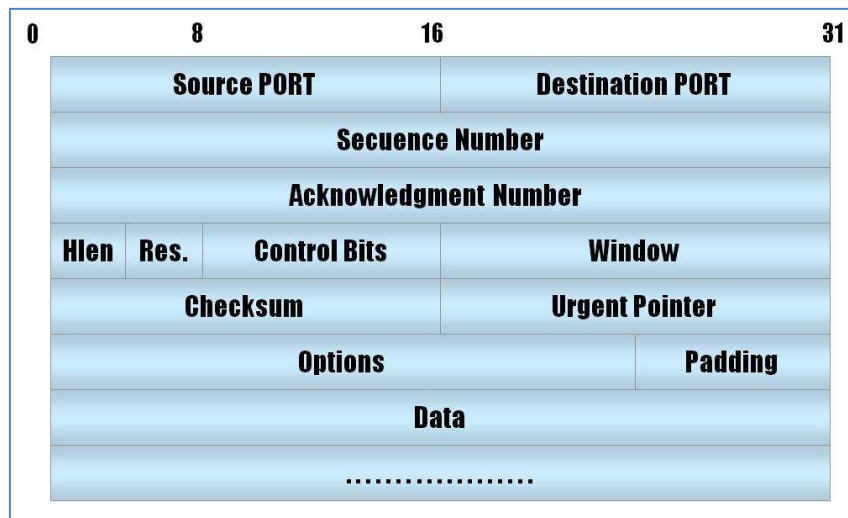 0 8 16 31
Source PORT Destination PORT
Secuence Number
Acknowledgment Number
Hlen Res. Control Bits Window
Checksum Urgent Pointer
Options Padding
Data
...................